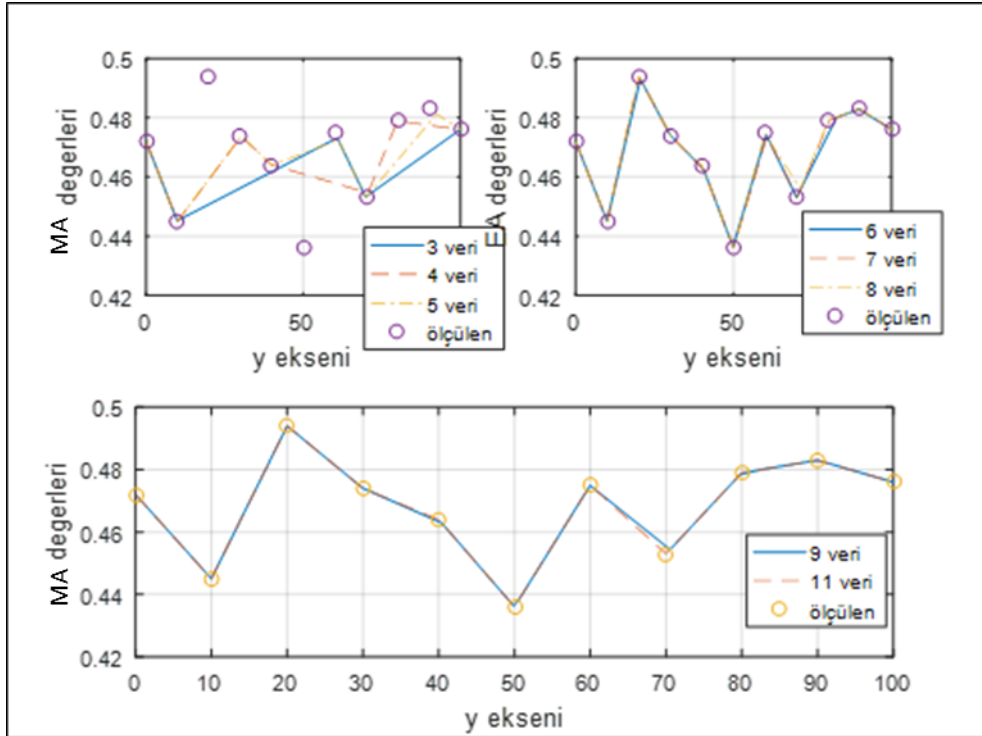 0.5
0.48
0.46
0.44
0.42
0
50
MA degerleri
y ekseni
3 veri
4 veri
5 veri
ölçülen
0.5
0.48
0.46
0.44
0.42
0
50
degerleri
y ekseni
6 veri
7 veri
8 veri
ölçülen
0.5
0.48
0.46
0.44
0.42
0 10 20 30 40 50 60 70 80 90 100
MA degerleri
y ekseni
9 veri
11 veri
ölçülen